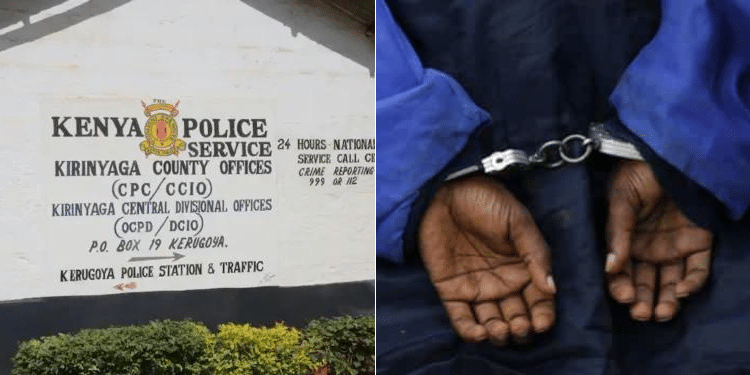 KENYA POLICE
SERVICE
KIRINYAGA COUNTY OFFICES
(CPC/CCIO)
KIRINYAGA CENTRAL DIVISIONAL OFFICES
(OCPD/DCIO)
P.O. BOX 19 KERUGOYA.
KERUGOYA POLICE STATION & TRAFFIC
24 HOURS-NATIONAL
SERVICE CALL CE
CRIME REPORTING
999 OR 112